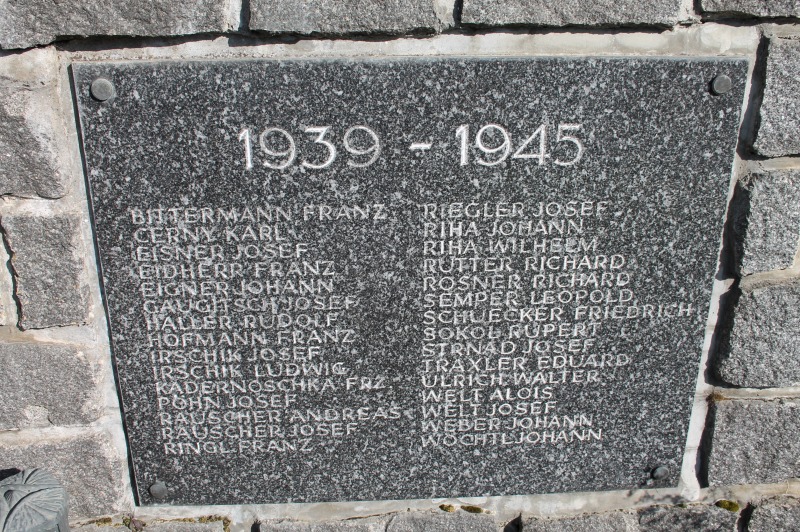 1939 - 1945
BITTERMANN FRANZ
CERNY KARL
EISNER JOSEF
EIDHERR FRANZ
EIGNER JOHANN
GAUGITSCH JOSEF
HALLER RUDOLF
HOFMANN FRANZ
IRSCHIK JOSEF
IRSCHIK LUDWIG
KADERNOSCHKA FRZ.
PÖHN JOSEF
RAUSCHER ANDREAS
RAUSCHER JOSEF
RINGL FRANZ
RIEGLER JOSEF
RIHA JOHANN
RIHA WILHELM
RUTTER RICHARD
ROSNER RICHARD
SEMPER LEOPOLD
SCHUECKER FRIEDRICH
SOKOL RUPERT
STRNAD JOSEF
TRAXLER EDUARD
ULRICH WALTER
WELT ALOIS
WELT JOSEF
WEBER JOHANN
WÖCHTL JOHANN